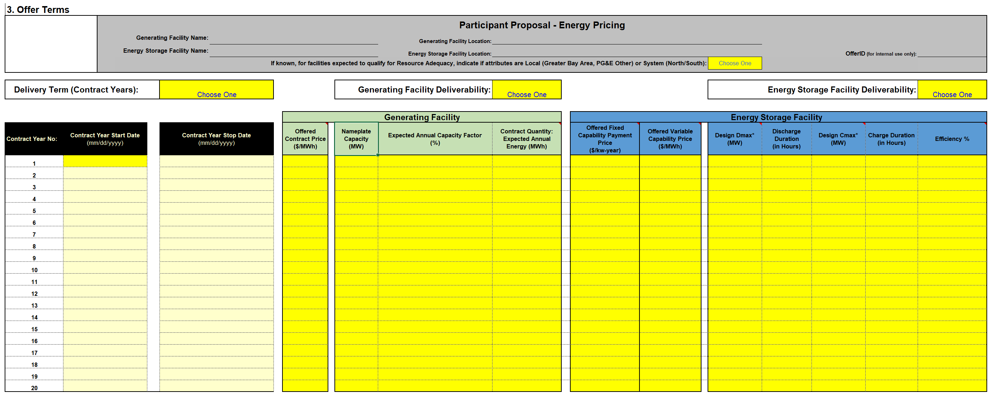 3. Offer Terms
Participant Proposal - Energy Pricing
Generating Facility Name:
Generating Facility Location:
Energy Storage Facility Name:
Energy Storage Facility Location:
OfferID (for internal use only):
If known, for facilities expected to qualify for Resource Adequacy, indicate if attributes are Local (Greater Bay Area, PG&E Other) or System (North/South):
Choose One
Delivery Term (Contract Years):
Choose One
Generating Facility Deliverability:
Choose One
Energy Storage Facility Deliverability:
Choose One
Generating Facility
Energy Storage Facility
Contract Year No:
Contract Year Start Date
(mm/dd/yyyy)
Contract Year Stop Date
(mm/dd/yyyy)
Offered
Contract Price
($/MWh)
Nameplate
Capacity
(MW)
Expected Annual Capacity Factor
(%)
Contract Quantity:
Expected Annual
Energy (MWh)
Offered Fixed
Capability Payment
Price
($/kw-year)
Offered Variable
Capability Price
($/MWh)
Design Dmax*
(MW)
Discharge
Duration
(in Hours)
Design Cmax*
(MW)
Charge Duration
(in Hours)
Efficiency %
1
2
3
4
5
6
7
8
9
10
11
12
13
14
15
16
17
18
19
20